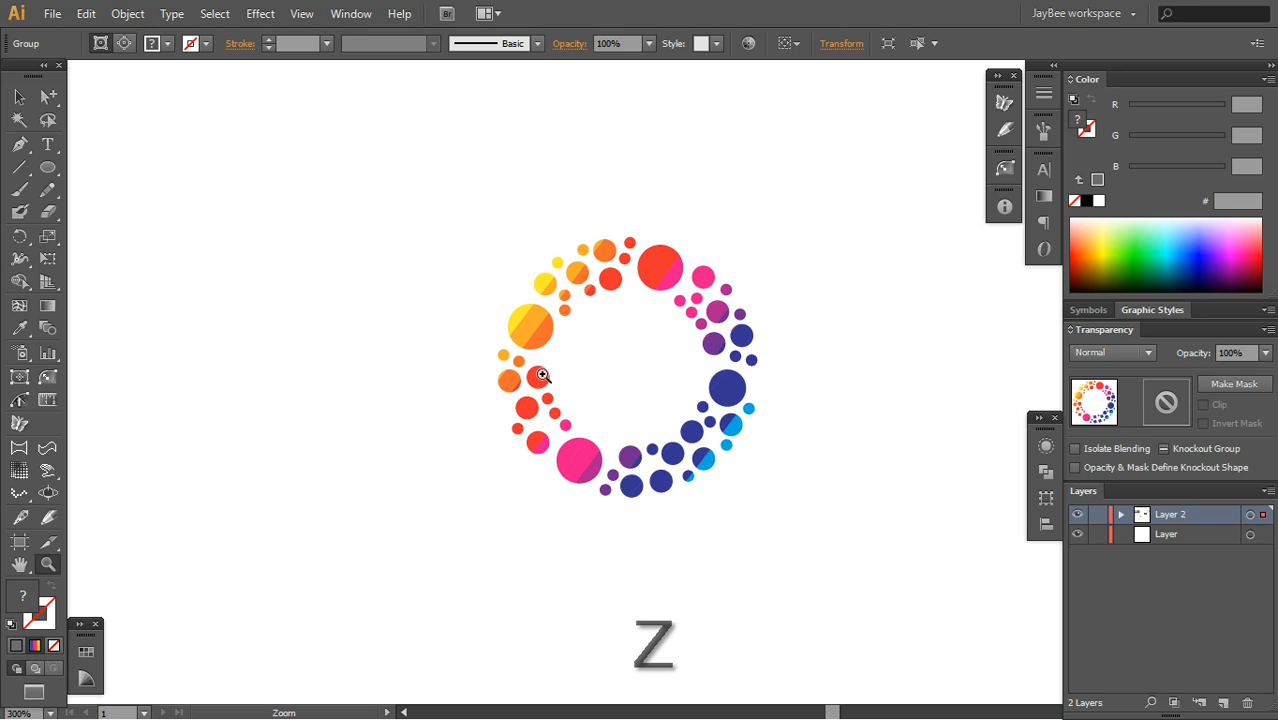 Ai File Edit Object Type Select Effect View Window Help Br JayBee workspace
Group ? Stroke: Basic Opacity: 100% Style: Transform
Color
R
?
G
B
#
Symbols Graphic Styles
Transparency
Normal Opacity: 100%
Make Mask
Clip
Invert Mask
Isolate Blending Knockout Group
Opacity & Mask Define Knockout Shape
Layers
Layer 2
Layer
?
Z
300% 1 Zoom 2 Layers